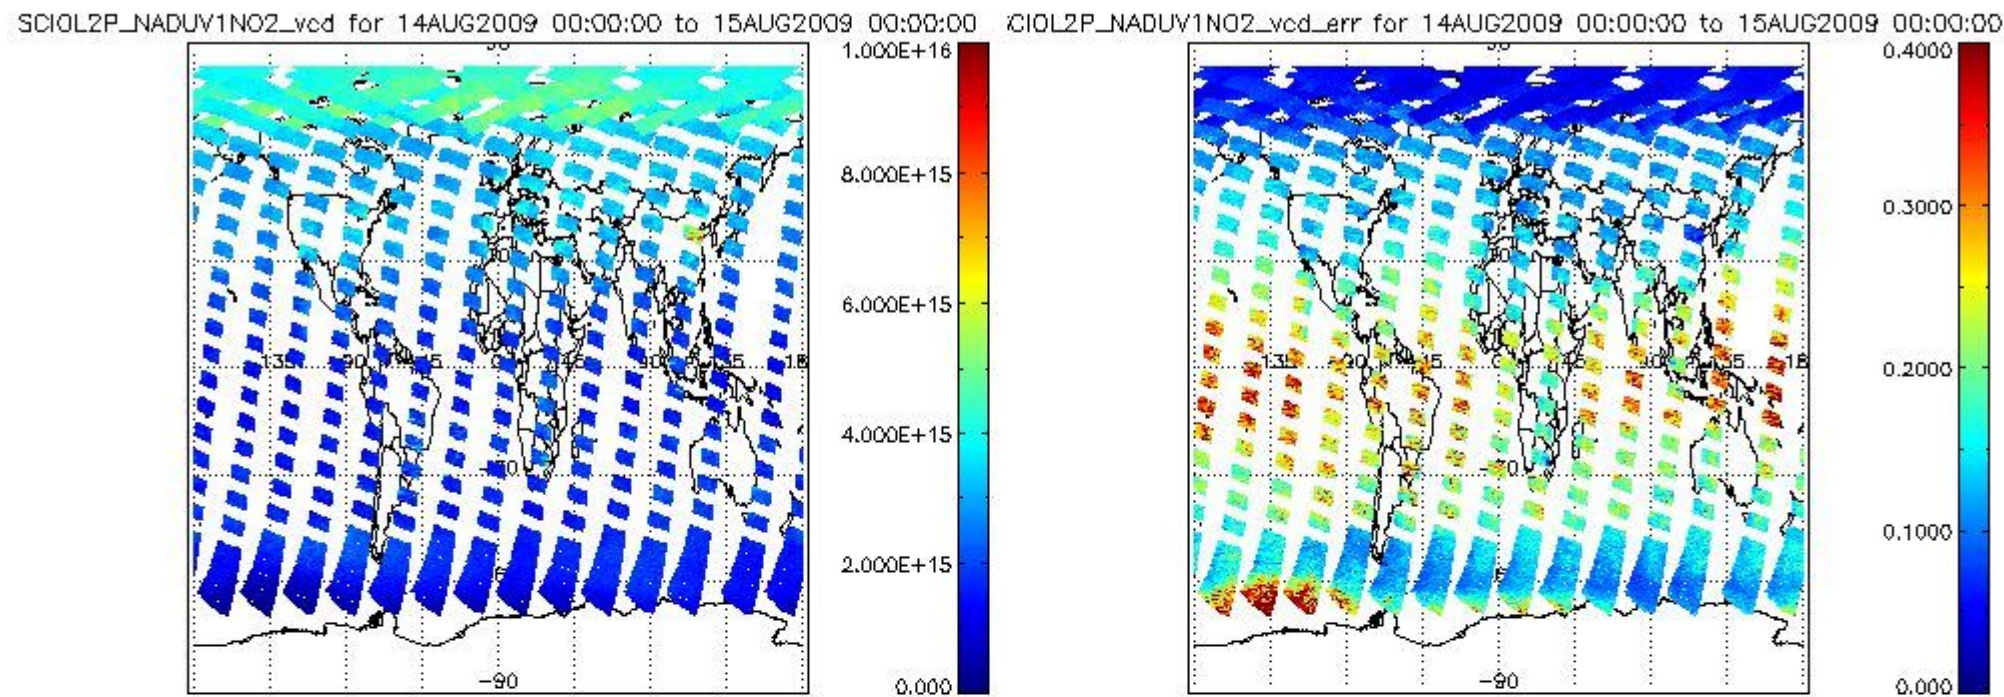 SCIOL2P_NADUV1NO2_vcd for 14AUG2009 00:00:00 to 15AUG2009 00:00:00
1.000E+16
8.000E+15
6.000E+15
4.000E+15
2.000E+15
0.000
-90
CIOL2P_NADUV1NO2_vcd_err for 14AUG2009 00:00:00 to 15AUG2009 00:00:00
0.4000
0.3000
0.2000
0.1000
0.000
-90